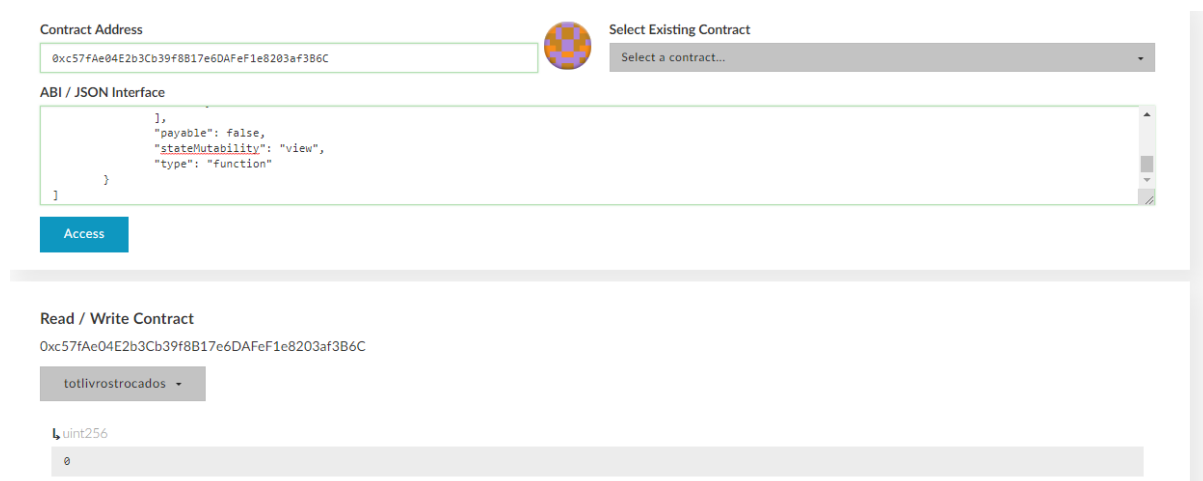 Contract Address
Select Existing Contract
0xc57fAe04E2b3Cb39f8B17e6DAFeF1e8203af3B6C
Select a contract...
ABI / JSON Interface
],
"payable": false,
"stateMutability": "view",
"type": "function"
}
]
Access
Read / Write Contract
0xc57fAe04E2b3Cb39f8B17e6DAFeF1e8203af3B6C
totlivrostrocados
uint256
0